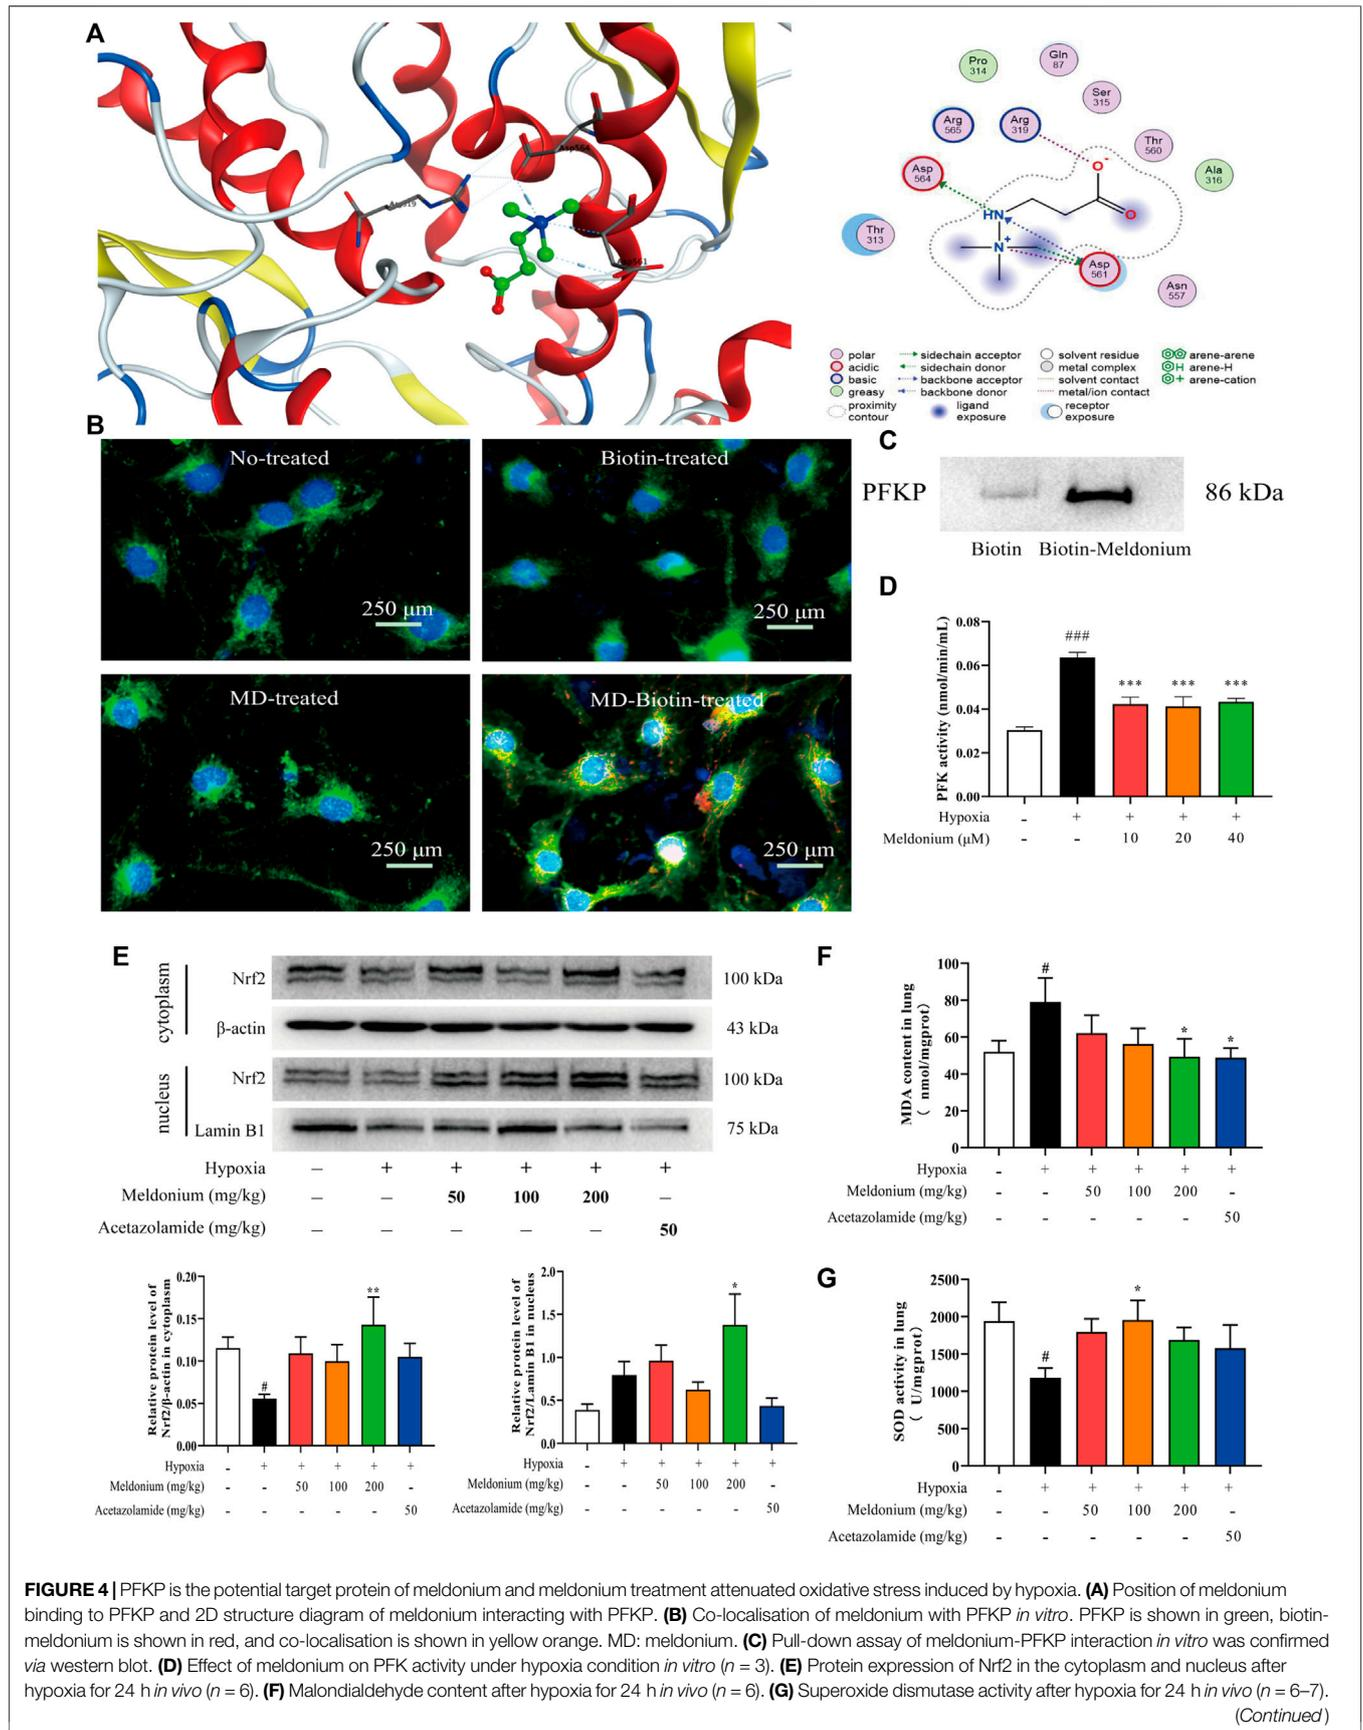 A
Asp564
Arg319
Asp561
Pro
314
Gln
87
Ser
315
Arg
565
Arg
319
Thr
560
Asp
564
Ala
316
Thr
313
Asp
561
Asn
557
O-
O
HN
N+
polar
acidic
basic
greasy
proximity
contour
sidechain acceptor
sidechain donor
backbone acceptor
backbone donor
ligand
exposure
solvent residue
metal complex
solvent contact
metal/ion contact
receptor
exposure
arene-arene
H arene-H
+ arene-cation
B
No-treated
250 μm
Biotin-treated
250 μm
MD-treated
250 μm
MD-Biotin-treated
250 μm
C
PFKP
86 kDa
Biotin Biotin-Meldonium
D
PFK activity (nmol/min/mL)
0.08
0.06
0.04
0.02
0.00
### *** *** ***
Hypoxia - + + + +
Meldonium (μM) - - 10 20 40
E
cytoplasm
Nrf2 100 kDa
β-actin 43 kDa
nucleus
Nrf2 100 kDa
Lamin B1 75 kDa
Hypoxia – + + + + +
Meldonium (mg/kg) – – 50 100 200 –
Acetazolamide (mg/kg) – – – – – 50
Relative protein level of
Nrf2/β-actin in cytoplasm
0.20
0.15
0.10
0.05
0.00
# **
Hypoxia - + + + + +
Meldonium (mg/kg) - - 50 100 200 -
Acetazolamide (mg/kg) - - - - - 50
Relative protein level of
Nrf2/Lamin B1 in nucleus
2.0
1.5
1.0
0.5
0.0
*
Hypoxia - + + + + +
Meldonium (mg/kg) - - 50 100 200 -
Acetazolamide (mg/kg) - - - - - 50
F
MDA content in lung
( nmol/mgprot)
100
80
60
40
20
0
# * *
Hypoxia - + + + + +
Meldonium (mg/kg) - - 50 100 200 -
Acetazolamide (mg/kg) - - - - - 50
G
SOD activity in lung
( U/mgprot)
2500
2000
1500
1000
500
0
# *
Hypoxia - + + + + +
Meldonium (mg/kg) - - 50 100 200 -
Acetazolamide (mg/kg) - - - - - 50
FIGURE 4 | PFKP is the potential target protein of meldonium and meldonium treatment attenuated oxidative stress induced by hypoxia. (A) Position of meldonium
binding to PFKP and 2D structure diagram of meldonium interacting with PFKP. (B) Co-localisation of meldonium with PFKP in vitro. PFKP is shown in green, biotin-
meldonium is shown in red, and co-localisation is shown in yellow orange. MD: meldonium. (C) Pull-down assay of meldonium-PFKP interaction in vitro was confirmed
via western blot. (D) Effect of meldonium on PFK activity under hypoxia condition in vitro (n = 3). (E) Protein expression of Nrf2 in the cytoplasm and nucleus after
hypoxia for 24 h in vivo (n = 6). (F) Malondialdehyde content after hypoxia for 24 h in vivo (n = 6). (G) Superoxide dismutase activity after hypoxia for 24 h in vivo (n = 6–7).
(Continued)